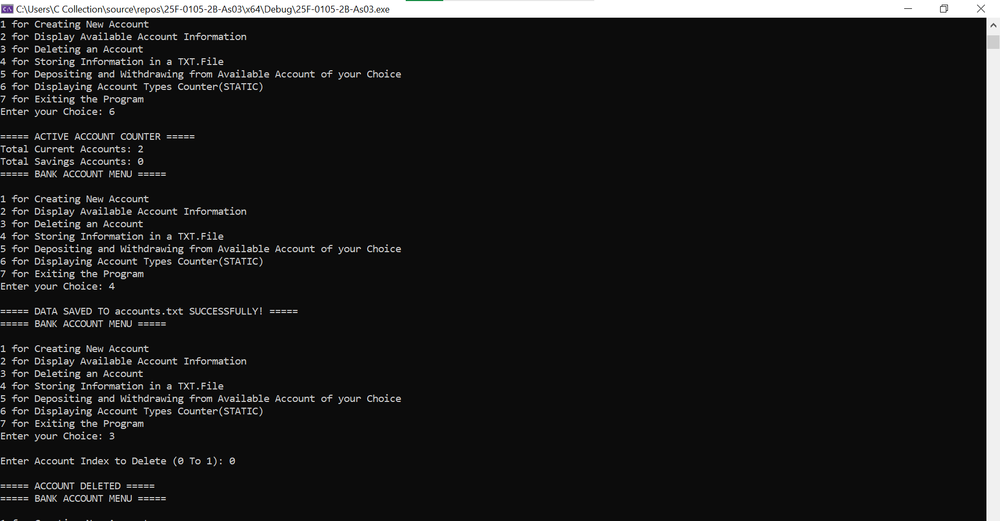 C:\Users\C Collection\source\repos\25F-0105-2B-As03\x64\Debug\25F-0105-2B-As03.exe
1 for Creating New Account
2 for Display Available Account Information
3 for Deleting an Account
4 for Storing Information in a TXT.File
5 for Depositing and Withdrawing from Available Account of your Choice
6 for Displaying Account Types Counter(STATIC)
7 for Exiting the Program
Enter your Choice: 6
===== ACTIVE ACCOUNT COUNTER =====
Total Current Accounts: 2
Total Savings Accounts: 0
===== BANK ACCOUNT MENU =====
1 for Creating New Account
2 for Display Available Account Information
3 for Deleting an Account
4 for Storing Information in a TXT.File
5 for Depositing and Withdrawing from Available Account of your Choice
6 for Displaying Account Types Counter(STATIC)
7 for Exiting the Program
Enter your Choice: 4
===== DATA SAVED TO accounts.txt SUCCESSFULLY! =====
===== BANK ACCOUNT MENU =====
1 for Creating New Account
2 for Display Available Account Information
3 for Deleting an Account
4 for Storing Information in a TXT.File
5 for Depositing and Withdrawing from Available Account of your Choice
6 for Displaying Account Types Counter(STATIC)
7 for Exiting the Program
Enter your Choice: 3
Enter Account Index to Delete (0 To 1): 0
===== ACCOUNT DELETED =====
===== BANK ACCOUNT MENU =====